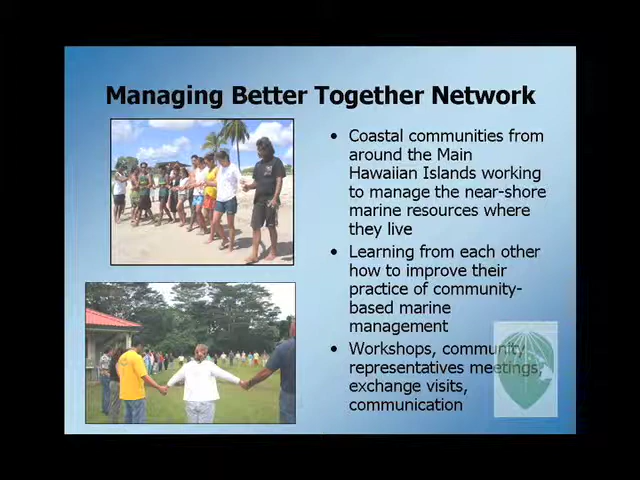 Managing Better Together Network
• Coastal communities from
around the Main
Hawaiian Islands working
to manage the near-shore
marine resources where
they live
• Learning from each other
how to improve their
practice of community-
based marine
management
• Workshops, community
representatives meetings,
exchange visits,
communication